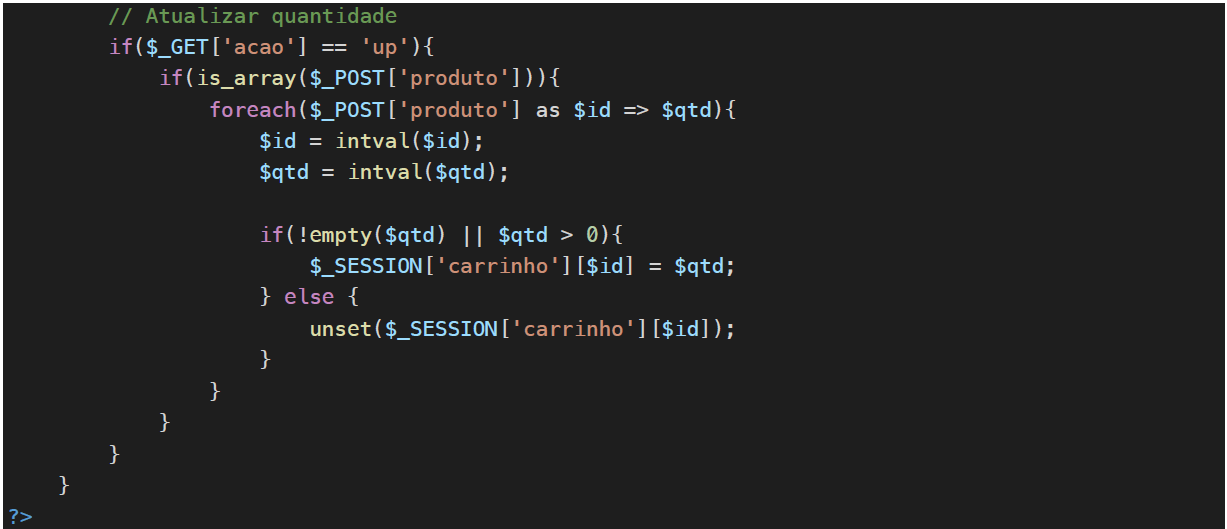 // Atualizar quantidade
if($_GET['acao'] == 'up'){
if(is_array($_POST['produto'])){
foreach($_POST['produto'] as $id => $qtd){
$id = intval($id);
$qtd = intval($qtd);
if(!empty($qtd) || $qtd > 0){
$_SESSION['carrinho'][$id] = $qtd;
} else {
unset($_SESSION['carrinho'][$id]);
}
}
}
}
}
?>